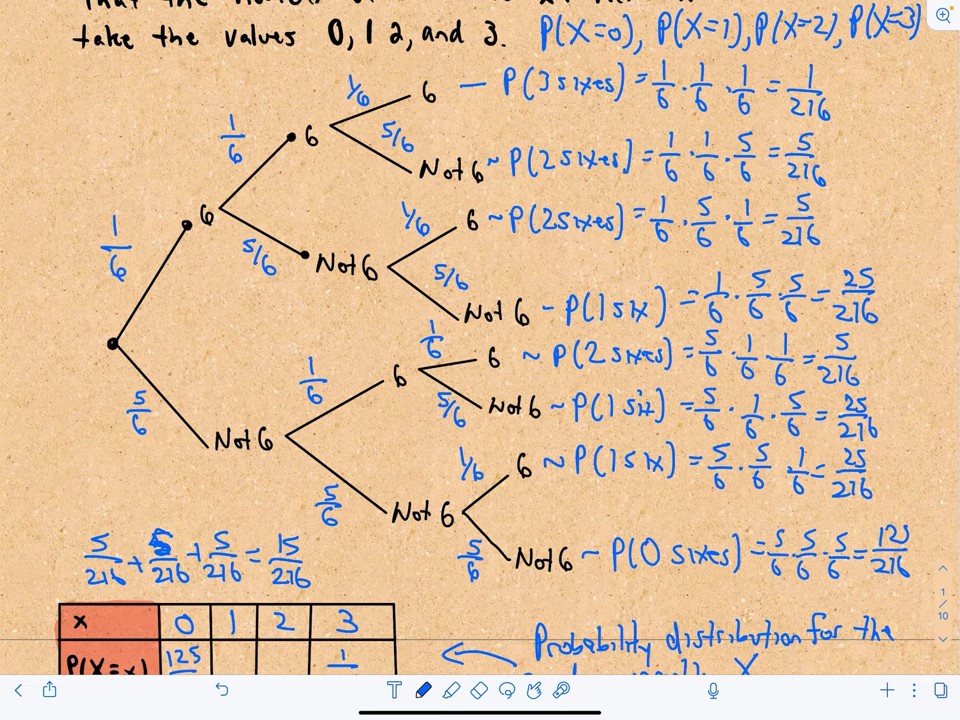 take the values 0, 1 2, and 3. P(X=0), P(X=1), P(X=2), P(X=3)
1/6 6 — P(3 sixes) = 1/6 · 1/6 · 1/6 = 1/216
1/6 6 5/6
Not 6 ~ P(2 sixes) = 1/6 · 1/6 · 5/6 = 5/216
1/6 6 1/6 6 ~ P(2 sixes) = 1/6 · 5/6 · 1/6 = 5/216
5/6 Not 6 5/6
Not 6 – P(1 six) = 1/6 · 5/6 · 5/6 = 25/216
1/6 6 ~ P(2 sixes) = 5/6 · 1/6 · 1/6 = 5/216
1/6 6
5/6 5/6 Not 6 ~ P(1 six) = 5/6 · 1/6 · 5/6 = 25/216
Not 6
1/6 6 ~ P(1 six) = 5/6 · 5/6 1/6 = 25/216
5/6 Not 6
5/6 Not 6 ~ P(0 sixes) = 5/6 · 5/6 · 5/6 = 125/216
5/216 + 5/216 + 5/216 = 15/216
x 0 1 2 3
Probability distribution for the
P(X=x) 125 1
X
1
/
10
T